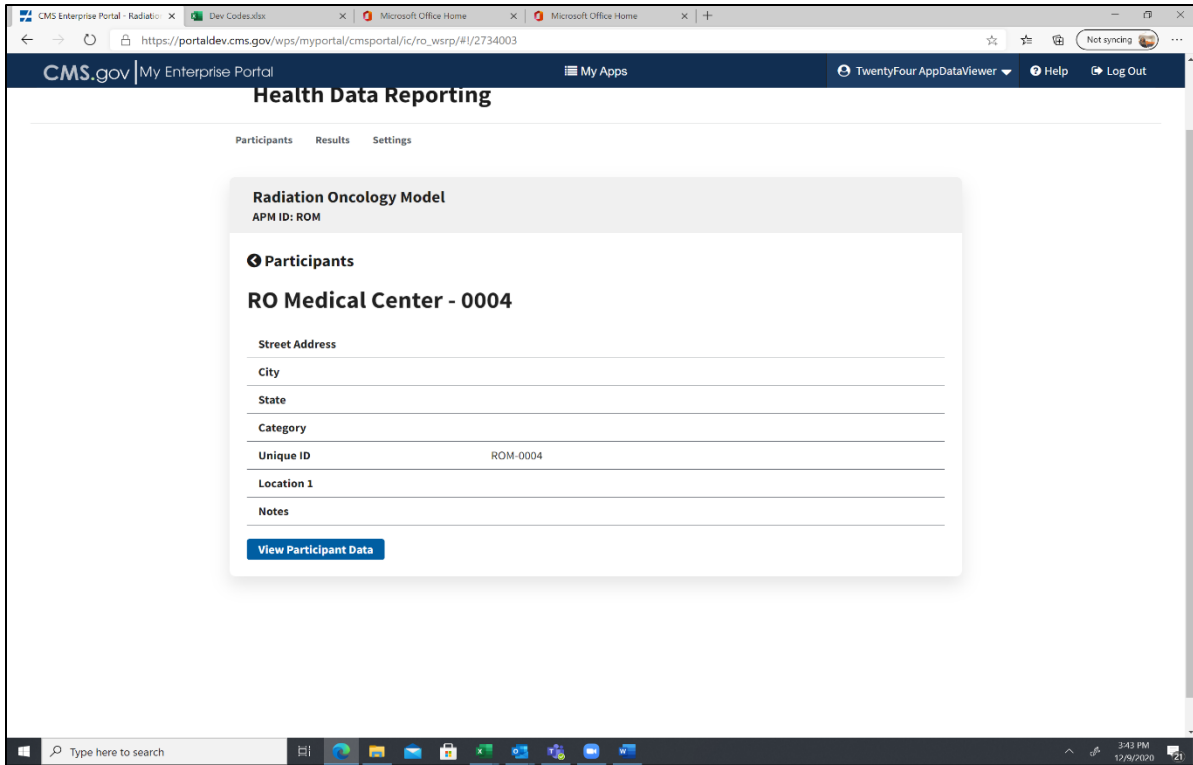 CMS Enterprise Portal - Radiatio
Dev Codes.xlsx
Microsoft Office Home
Microsoft Office Home
https://portaldev.cms.gov/wps/myportal/cmsportal/ic/ro_wsrp/#!/2734003
Not syncing
CMS.gov My Enterprise Portal
My Apps
TwentyFour AppDataViewer
Help
Log Out
Health Data Reporting
Participants Results Settings
Radiation Oncology Model
APM ID: ROM
Participants
RO Medical Center - 0004
Street Address
City
State
Category
Unique ID ROM-0004
Location 1
Notes
View Participant Data
Type here to search
3:43 PM
12/9/2020
21